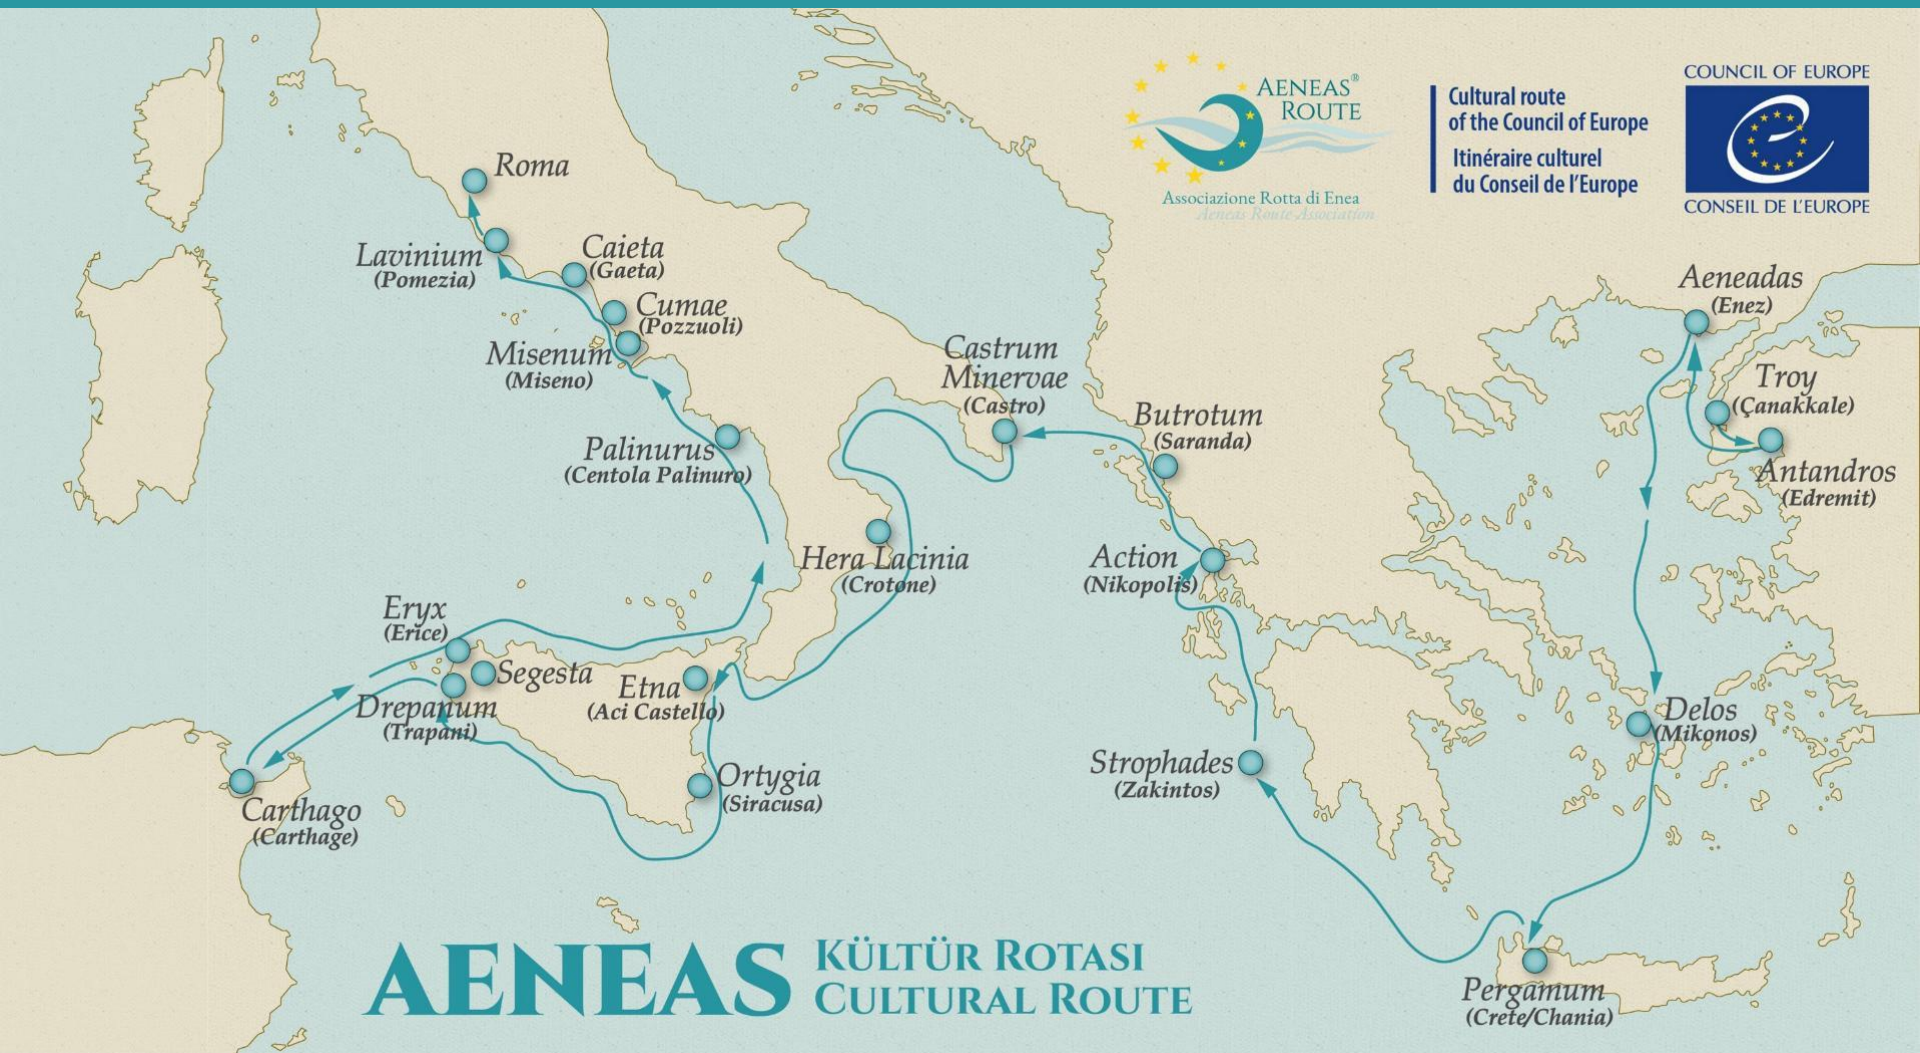 AENEAS®
ROUTE
Associazione Rotta di Enea
Aeneas Route Association
Cultural route
of the Council of Europe
Itinéraire culturel
du Conseil de l'Europe
COUNCIL OF EUROPE
CONSEIL DE L'EUROPE
Roma
Lavinium
(Pomezia)
Caieta
(Gaeta)
Cumae
(Pozzuoli)
Misenum
(Miseno)
Palinurus
(Centola Palinuro)
Castrum
Minervae
(Castro)
Butrotum
(Saranda)
Aeneadas
(Enez)
Troy
(Çanakkale)
Antandros
(Edremit)
Hera Lacinia
(Crotone)
Action
(Nikopolis)
Eryx
(Erice)
Segesta
Drepanum
(Trapani)
Etna
(Aci Castello)
Ortygia
(Siracusa)
Carthago
(Carthage)
Strophades
(Zakintos)
Delos
(Mikonos)
Pergamum
(Crete/Chania)
AENEAS
KÜLTÜR ROTASI
CULTURAL ROUTE